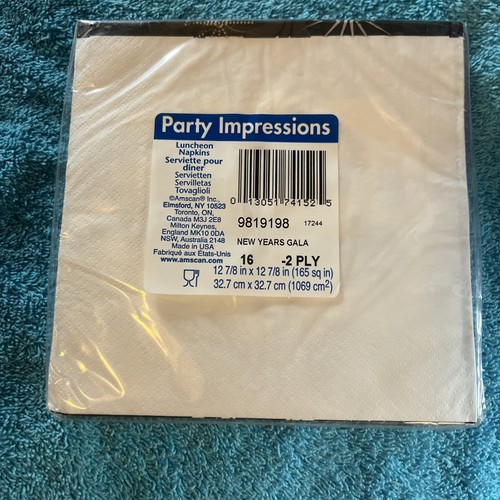 Party Impressions
Luncheon
Napkins
Serviette pour
dîner
Servietten
Servilletas
Tovaglioli
©Amscan® Inc.,
Elmsford, NY 10523
Toronto, ON,
Canada M3J 2E8
Milton Keynes,
England MK10 0DA
NSW, Australia 2148
Made in USA
Fabriqué aux États-Unis
www.amscan.com
0 13051 74152 5
9819198 17244
NEW YEARS GALA
16 -2 PLY
12 7/8 in x 12 7/8 in (165 sq in)
32.7 cm x 32.7 cm (1069 cm²)